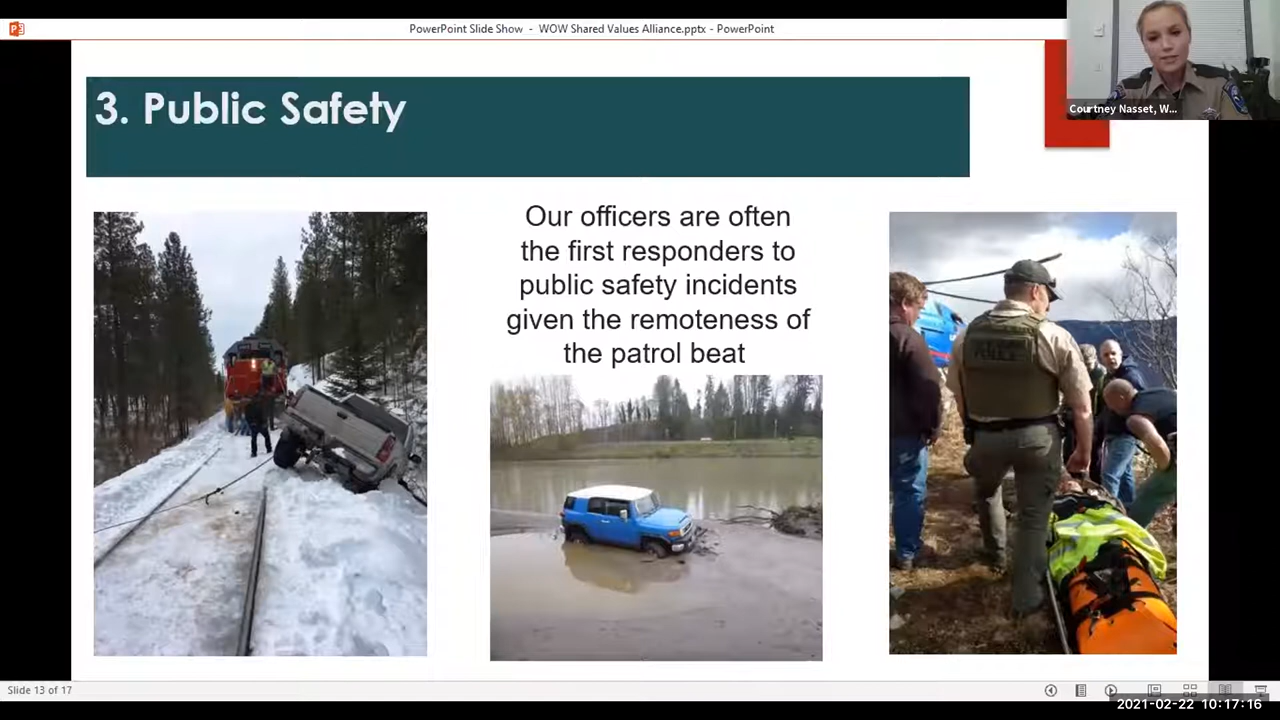 PowerPoint Slide Show - WOW Shared Values Alliance.pptx - PowerPoint
Courtney Nasset, W...
3. Public Safety
Our officers are often
the first responders to
public safety incidents
given the remoteness of
the patrol beat
POLICE
Slide 13 of 17
2021-02-22 10:17:16